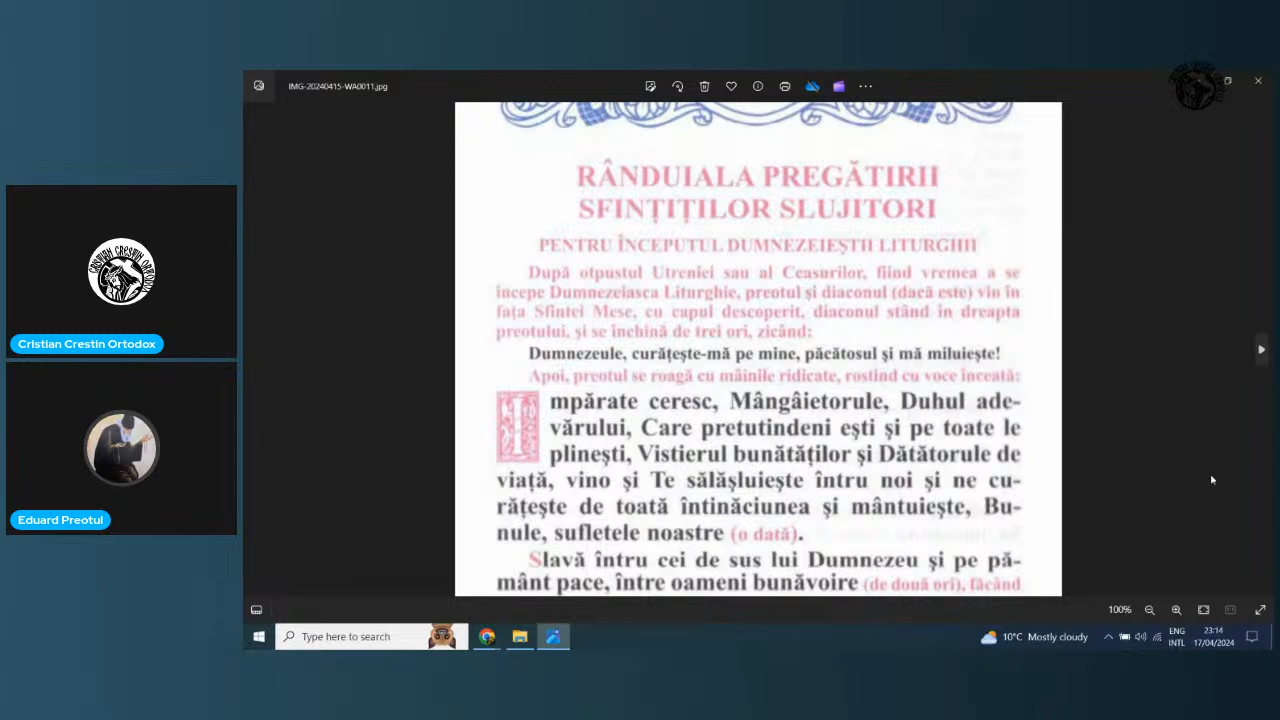 IMG-20240415-WA0011.jpg
RÂNDUIALA PREGĂTIRII
SFINȚIȚILOR SLUJITORI
PENTRU ÎNCEPUTUL DUMNEZEIEȘTII LITURGHII
După otpustul Utreniei sau al Ceasurilor, fiind vremea a se
începe Dumnezeiasca Liturghie, preotul și diaconul (dacă este) vin în
fața Sfintei Mese, cu capul descoperit, diaconul stând în dreapta
preotului, și se închină de trei ori, zicând:
Dumnezeule, curățește-mă pe mine, păcătosul și mă miluiește!
Apoi, preotul se roagă cu mâinile ridicate, rostind cu voce înceată:
Împărate ceresc, Mângâietorule, Duhul ade-
vărului, Care pretutindeni ești și pe toate le
plinești, Vistierul bunătăților și Dătătorule de
viață, vino și Te sălășluiește întru noi și ne cu-
rățește de toată întinăciunea și mântuiește, Bu-
nule, sufletele noastre (o dată).
Slavă întru cei de sus lui Dumnezeu și pe pă-
mânt pace, între oameni bunăvoire (de două ori), făcând
CRISTIAN CRESTIN ORTODOX
Cristian Crestin Ortodox
Eduard Preotul
100%
Type here to search
10°C Mostly cloudy
ENG
INTL
23:14
17/04/2024